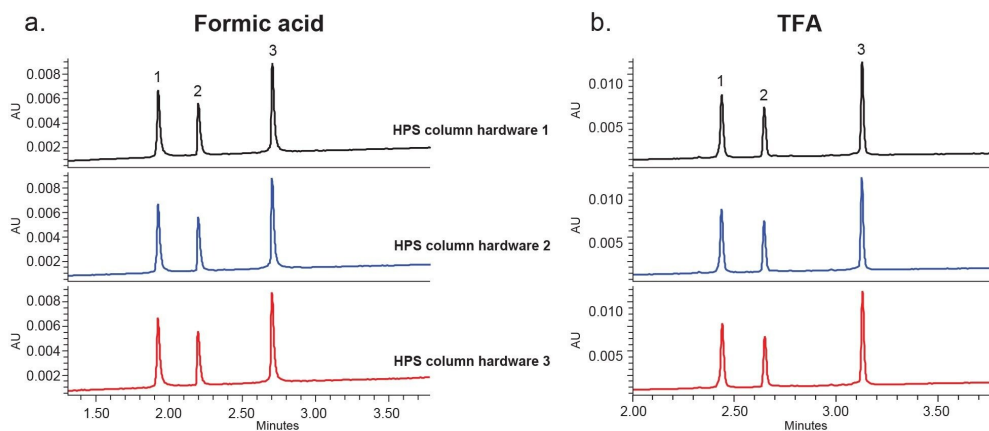 a. Formic acid
1
2
3
0.008
0.006
0.004
0.002
AU
HPS column hardware 1
0.008
0.006
0.004
0.002
AU
HPS column hardware 2
0.008
0.006
0.004
0.002
AU
HPS column hardware 3
1.50 2.00 2.50 3.00 3.50
Minutes
b. TFA
1
2
3
0.010
0.005
AU
0.010
0.005
AU
0.010
0.005
AU
2.00 2.50 3.00 3.50
Minutes